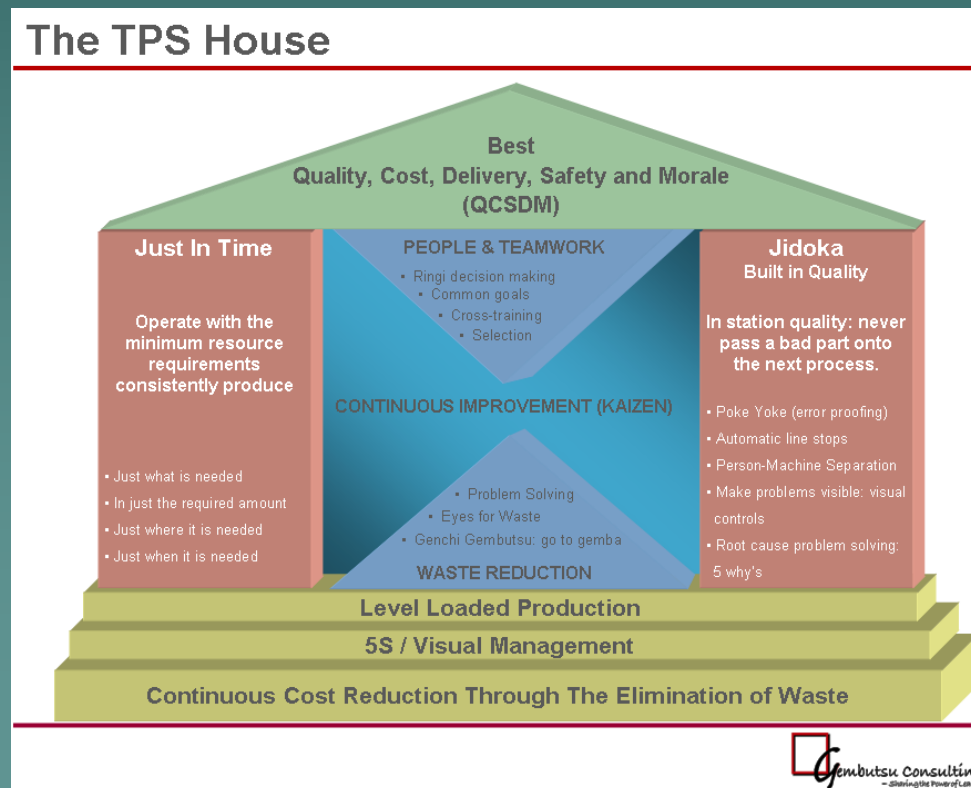 The TPS House
Best
Quality, Cost, Delivery, Safety and Morale
(QCSDM)
Just In Time
Operate with the
minimum resource
requirements
consistently produce
• Just what is needed
• In just the required amount
• Just where it is needed
• Just when it is needed
PEOPLE & TEAMWORK
• Ringi decision making
• Common goals
• Cross-training
• Selection
CONTINUOUS IMPROVEMENT (KAIZEN)
• Problem Solving
• Eyes for Waste
• Genchi Gembutsu: go to gemba
WASTE REDUCTION
Jidoka
Built in Quality
In station quality: never
pass a bad part onto
the next process.
• Poke Yoke (error proofing)
• Automatic line stops
• Person-Machine Separation
• Make problems visible: visual
controls
• Root cause problem solving:
5 why's
Level Loaded Production
5S / Visual Management
Continuous Cost Reduction Through The Elimination of Waste
Gembutsu Consultin
- Sharing the Power of Lea